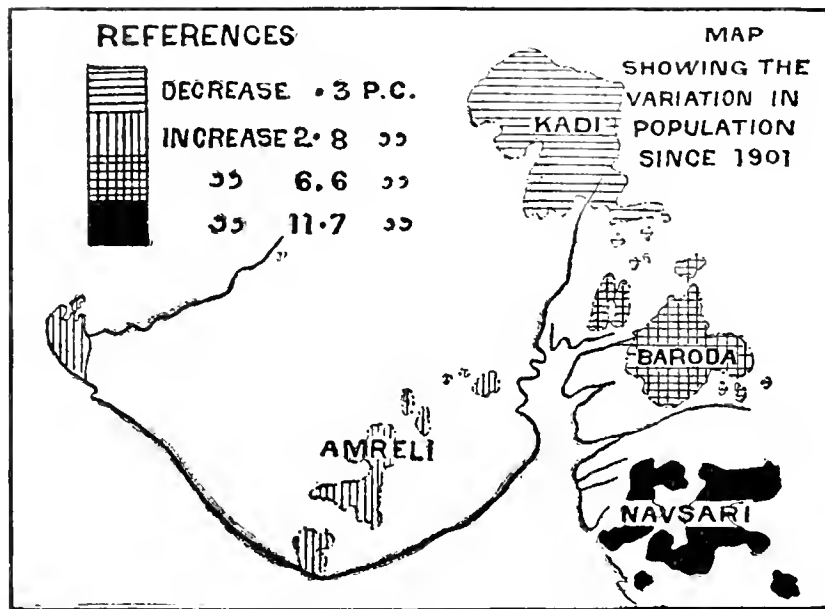 REFERENCES
DECREASE .3 P.C.
INCREASE 2.8 ”
” 6.6 ”
” 11.7 ”
MAP
SHOWING THE
VARIATION IN
POPULATION
SINCE 1901
KADI
BARODA
AMRELI
NAVSARI